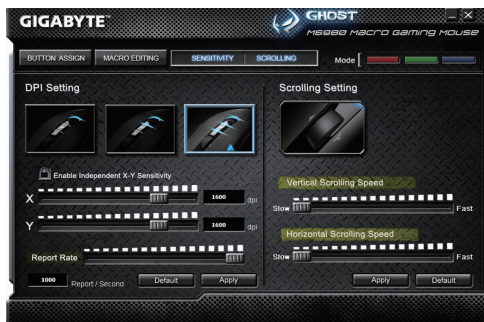 GIGABYTE™
GHOST
M6980 Macro Gaming Mouse
BUTTON ASSIGN
MACRO EDITING
SENSITIVITY
SCROLLING
Mode
DPI Setting
Scrolling Setting
Enable Independent X-Y Sensitivity
X
1600
dpi
Y
1600
dpi
Report Rate
1000
Report / Second
Default
Apply
Vertical Scrolling Speed
Slow
Fast
Horizontal Scrolling Speed
Slow
Fast
Apply
Default